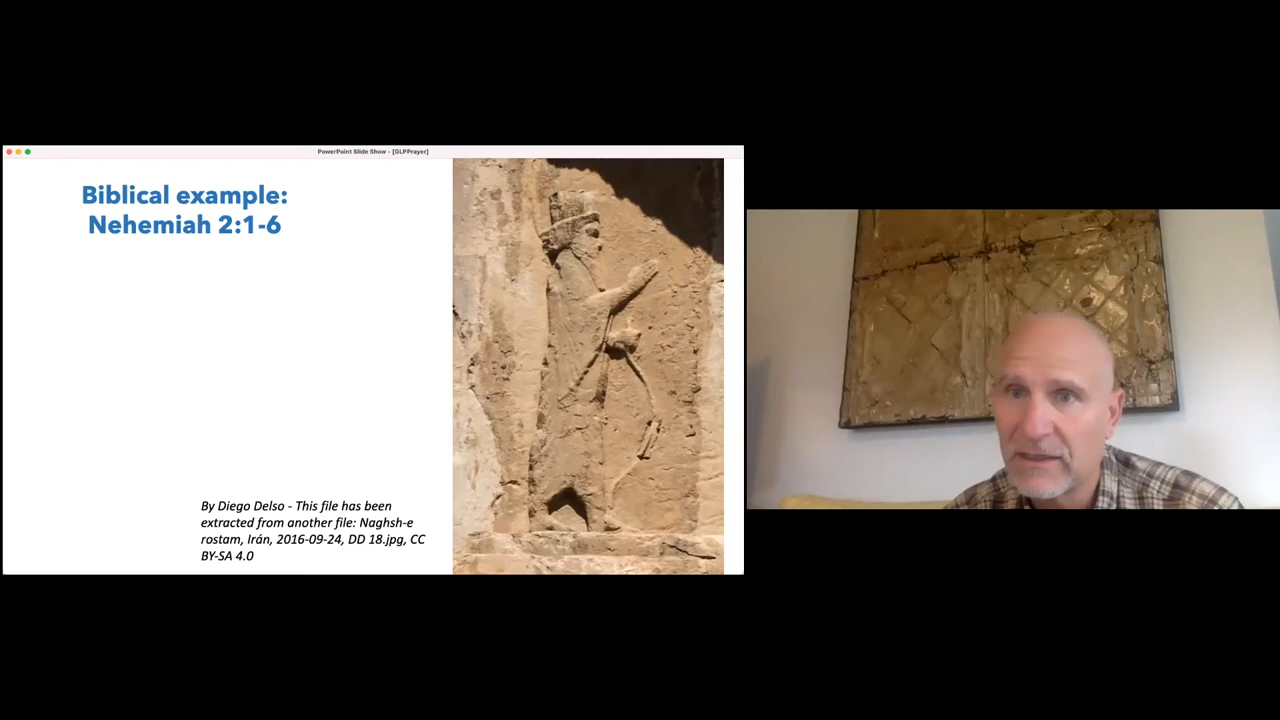 PowerPoint Slide Show - [GLPPrayer]
Biblical example:
Nehemiah 2:1-6
By Diego Delso - This file has been
extracted from another file: Naghsh-e
rostam, Irán, 2016-09-24, DD 18.jpg, CC
BY-SA 4.0